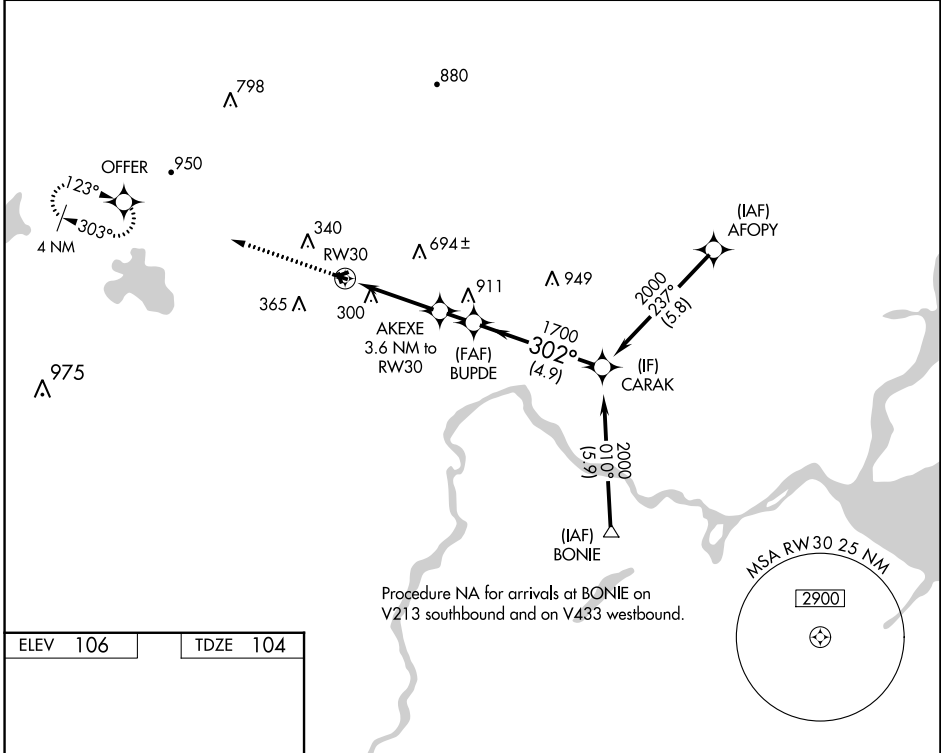 798
880
950
OFFER
123°
303°
4 NM
340
RW30
694±
365
300
911
949
(IAF)
AFOPY
2000
237°
(5.8)
AKEXE
3.6 NM to
RW30
(FAF)
BUPDE
1700
302°
(4.9)
(IF)
CARAK
975
2000
010°
(5.9)
(IAF)
BONIE
Procedure NA for arrivals at BONIE on
V213 southbound and on V433 westbound.
MSA RW30 25 NM
2900
ELEV 106
TDZE 104